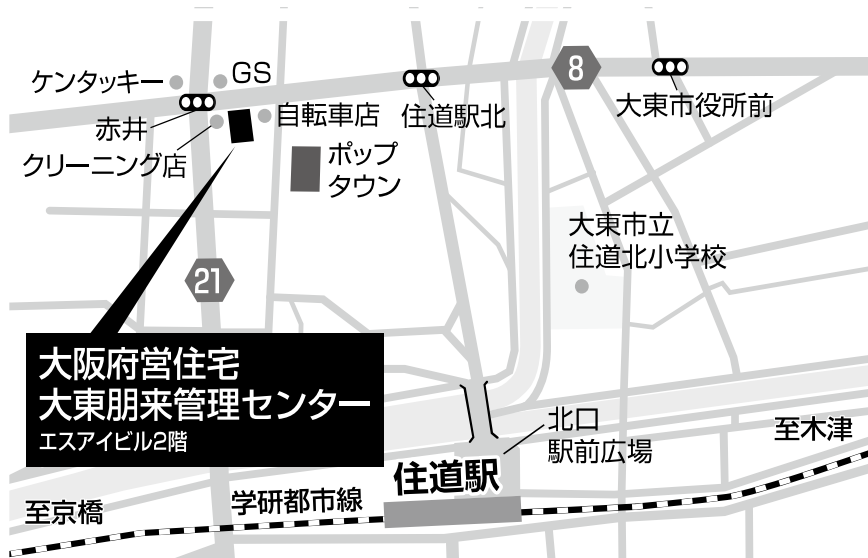 ケンタッキー
GS
8
赤井
自転車店
住道駅北
大東市役所前
クリーニング店
ポップ
タウン
大東市立
住道北小学校
21
大阪府営住宅
大東朋来管理センター
エスアイビル2階
北口
駅前広場
至木津
住道駅
学研都市線
至京橋